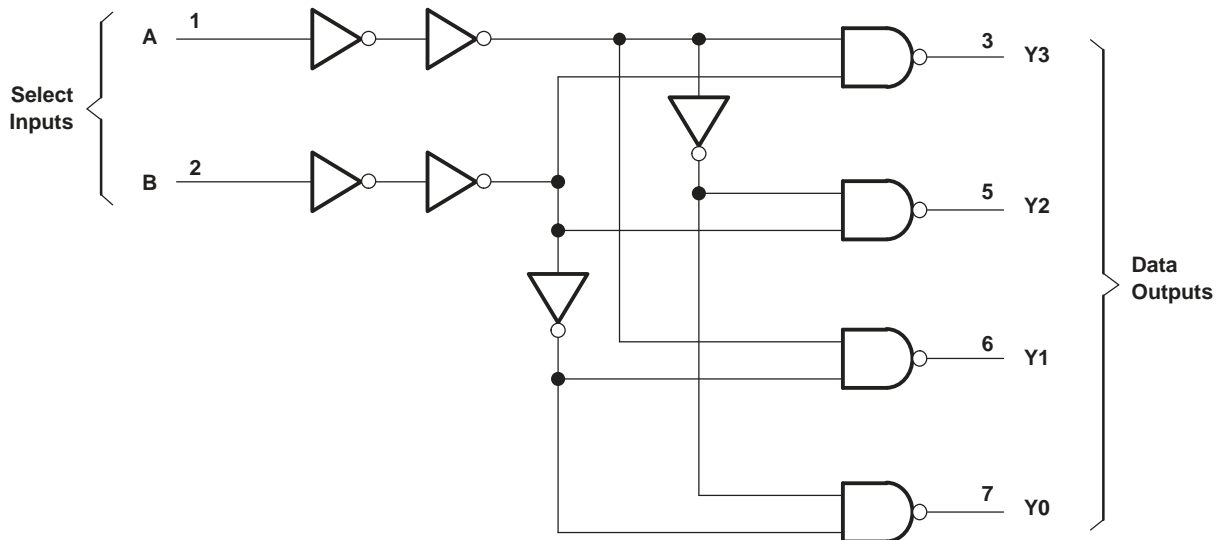 A 1
Select
Inputs
B 2
3 Y3
5 Y2
6 Y1
7 Y0
Data
Outputs